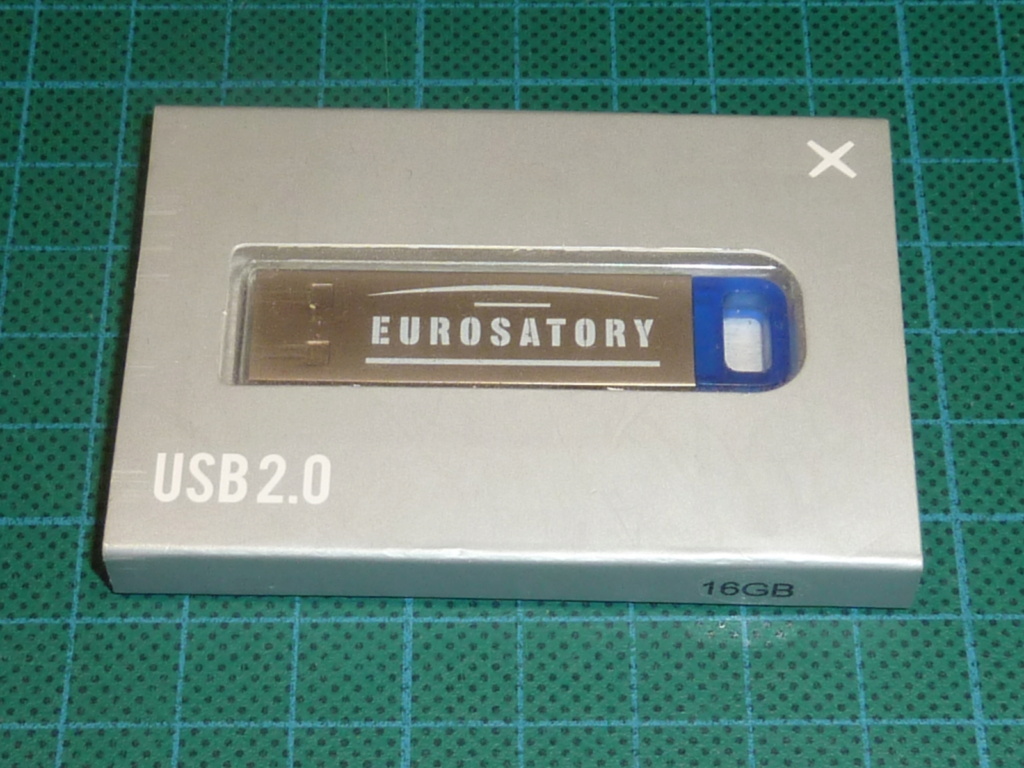 X
EUROSATORY
USB 2.0
16GB